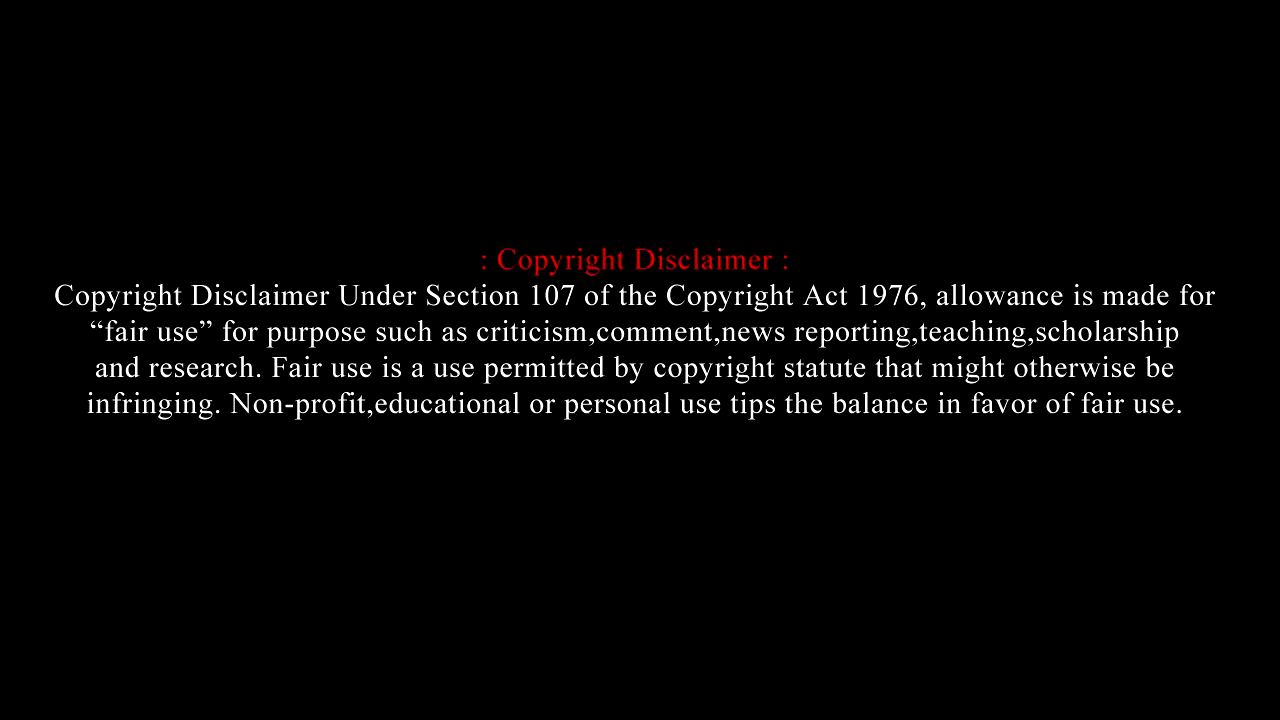 : Copyright Disclaimer :
Copyright Disclaimer Under Section 107 of the Copyright Act 1976, allowance is made for
“fair use” for purpose such as criticism,comment,news reporting,teaching,scholarship
and research. Fair use is a use permitted by copyright statute that might otherwise be
infringing. Non-profit,educational or personal use tips the balance in favor of fair use.